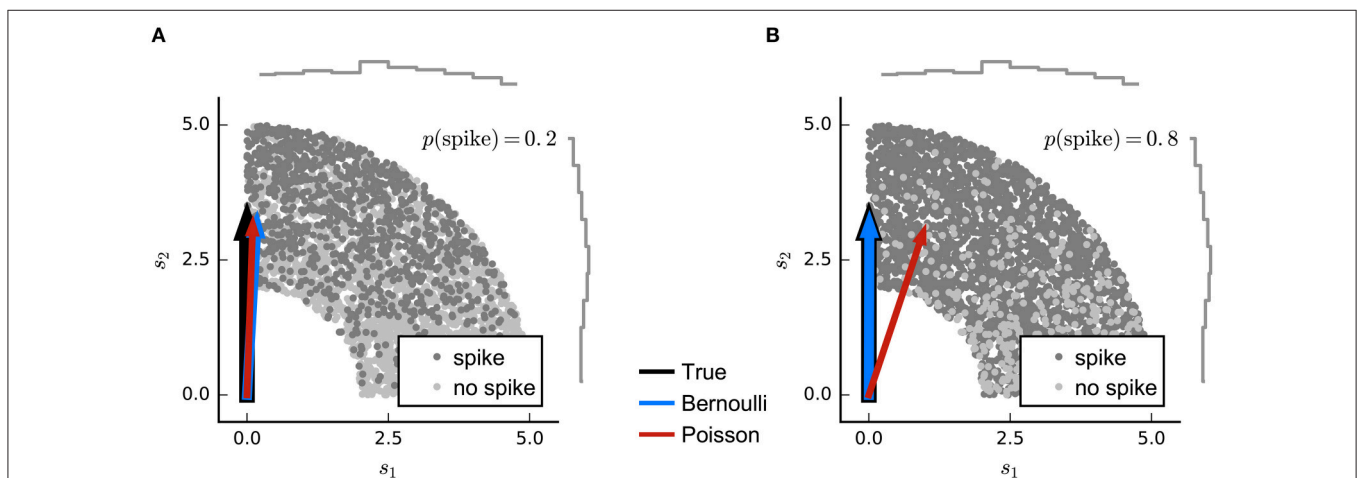 A
p(spike) = 0.2
5.0
2.5
0.0
s₂
spike
no spike
0.0
2.5
5.0
s₁
True
Bernoulli
Poisson
B
p(spike) = 0.8
5.0
2.5
0.0
s₂
spike
no spike
0.0
2.5
5.0
s₁